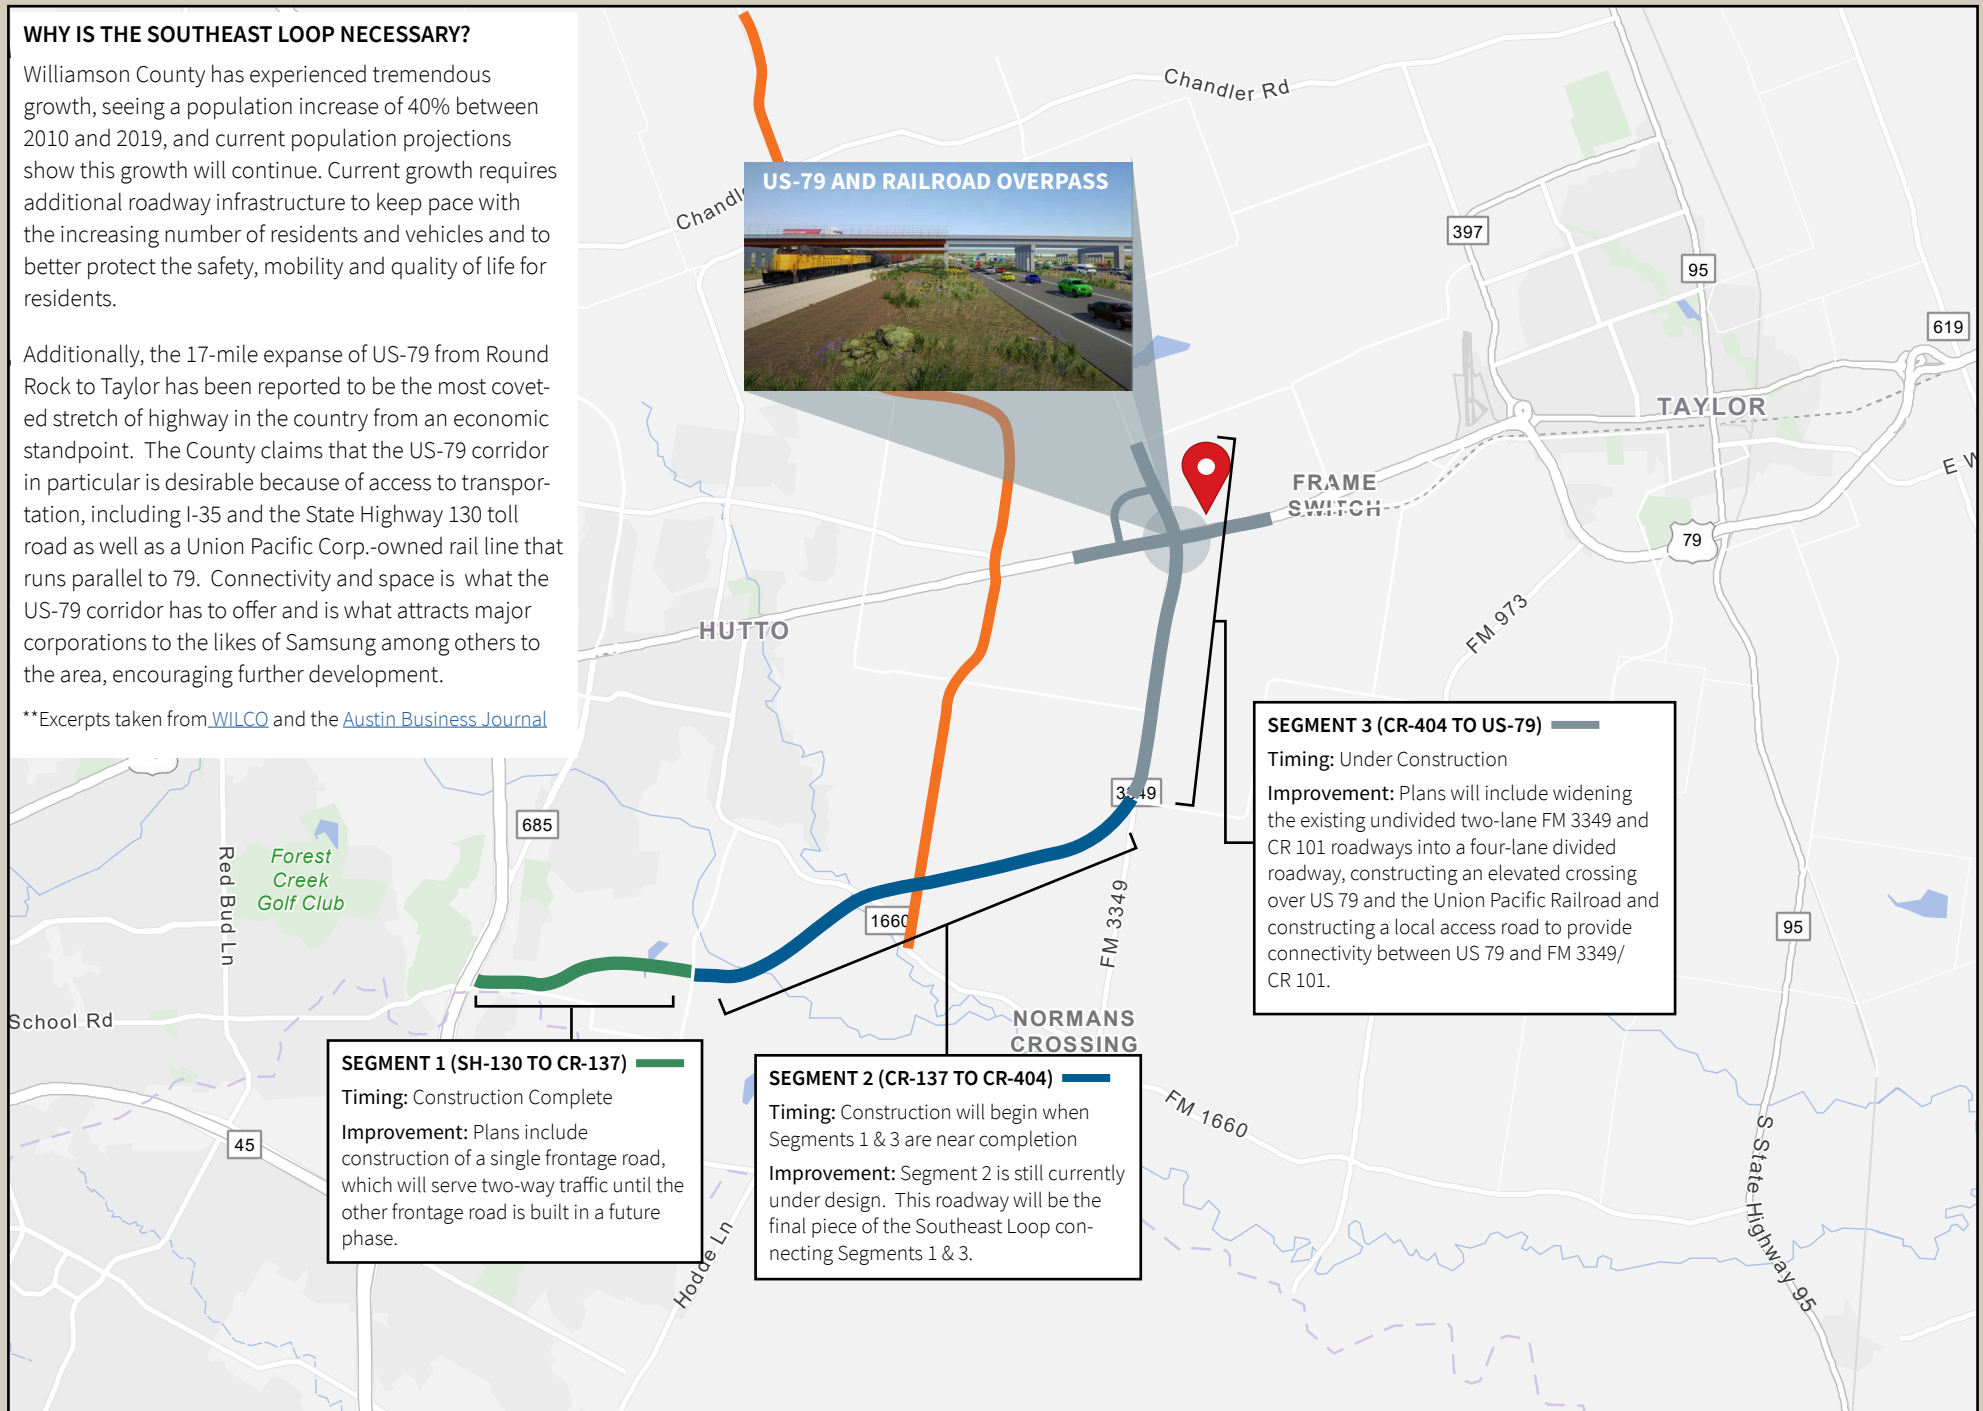 WHY IS THE SOUTHEAST LOOP NECESSARY?
Williamson County has experienced tremendous
growth, seeing a population increase of 40% between
2010 and 2019, and current population projections
show this growth will continue. Current growth requires
additional roadway infrastructure to keep pace with
the increasing number of residents and vehicles and to
better protect the safety, mobility and quality of life for
residents.
Additionally, the 17-mile expanse of US-79 from Round
Rock to Taylor has been reported to be the most covet-
ed stretch of highway in the country from an economic
standpoint. The County claims that the US-79 corridor
in particular is desirable because of access to transpor-
tation, including I-35 and the State Highway 130 toll
road as well as a Union Pacific Corp.-owned rail line that
runs parallel to 79. Connectivity and space is what the
US-79 corridor has to offer and is what attracts major
corporations to the likes of Samsung among others to
the area, encouraging further development.
**Excerpts taken from WILCO and the Austin Business Journal
Chandler Rd
Chandl
US-79 AND RAILROAD OVERPASS
397
95
619
TAYLOR
FRAME
SWITCH
E W
79
HUTTO
FM 973
3349
685
Forest
Creek
Golf Club
Red Bud Ln
1660
FM 3349
95
School Rd
NORMANS
CROSSING
45
FM 1660
Hodde Ln
S State Highway 95
SEGMENT 3 (CR-404 TO US-79)
Timing: Under Construction
Improvement: Plans will include widening
the existing undivided two-lane FM 3349 and
CR 101 roadways into a four-lane divided
roadway, constructing an elevated crossing
over US 79 and the Union Pacific Railroad and
constructing a local access road to provide
connectivity between US 79 and FM 3349/
CR 101.
SEGMENT 1 (SH-130 TO CR-137)
Timing: Construction Complete
Improvement: Plans include
construction of a single frontage road,
which will serve two-way traffic until the
other frontage road is built in a future
phase.
SEGMENT 2 (CR-137 TO CR-404)
Timing: Construction will begin when
Segments 1 & 3 are near completion
Improvement: Segment 2 is still currently
under design. This roadway will be the
final piece of the Southeast Loop con-
necting Segments 1 & 3.